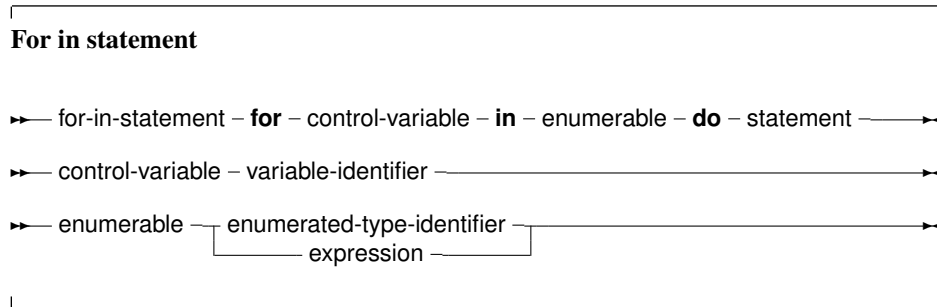 For in statement
for-in-statement for control-variable in enumerable do statement
control-variable variable-identifier
enumerable enumerated-type-identifier
expression